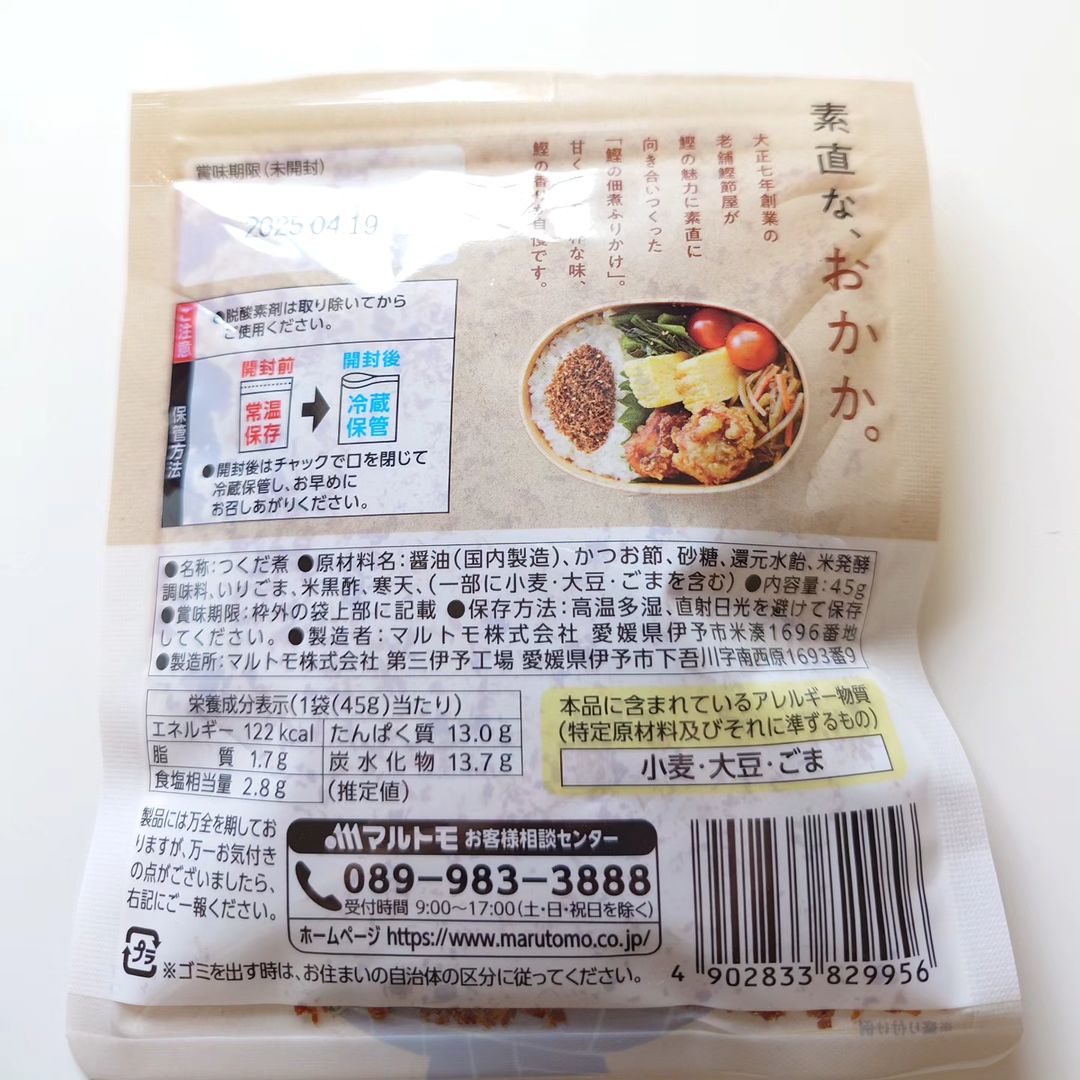 素直な、おかか。
大正七年創業の
老舗鰹節屋が
鰹の魅力に素直に
向き合いつくった
「鰹の佃煮ふりかけ」。
甘く 味、
鰹の香 自慢です。
賞味期限(未開封)
2025.04.19
ご注意
●脱酸素剤は取り除いてから
ご使用ください。
保管方法
開封前
常温
保存
開封後
冷蔵
保管
●開封後はチャックで口を閉じて
冷蔵保管し、お早めに
お召しあがりください。
●名称:つくだ煮 ●原材料名:醤油(国内製造)、かつお節、砂糖、還元水飴、米発酵
調味料、いりごま、米黒酢、寒天、(一部に小麦・大豆・ごまを含む) ●内容量:45g
●賞味期限:枠外の袋上部に記載 ●保存方法:高温多湿、直射日光を避けて保存
してください。 ●製造者:マルトモ株式会社 愛媛県伊予市米湊1696番地
●製造所:マルトモ株式会社 第三伊予工場 愛媛県伊予市下吾川字南西原1693番9
栄養成分表示(1袋(45g)当たり)
エネルギー 122kcal たんぱく質 13.0g
脂質 1.7g 炭水化物 13.7g
食塩相当量 2.8g (推定値)
本品に含まれているアレルギー物質
(特定原材料及びそれに準ずるもの)
小麦・大豆・ごま
製品には万全を期してお
りますが、万一お気付き
の点がございましたら、
右記にご一報ください。
マルトモ お客様相談センター
089-983-3888
受付時間 9:00～17:00(土・日・祝日を除く)
ホームページ https://www.marutomo.co.jp/
プラ
※ゴミを出す時は、お住まいの自治体の区分に従ってください。
4 902833 829956